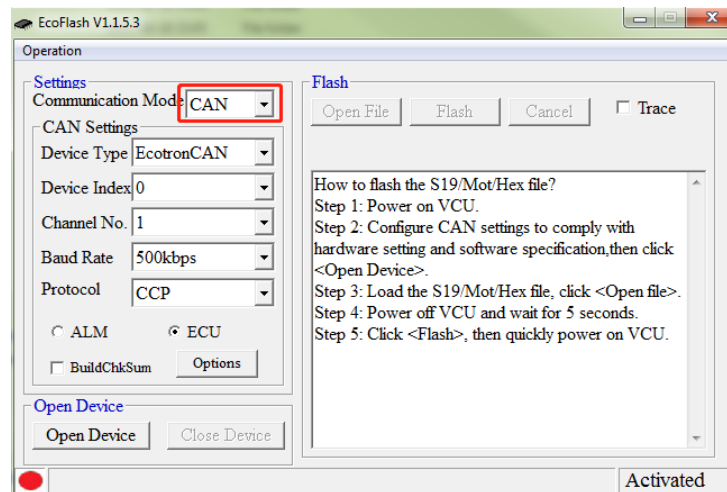 EcoFlash V1.1.5.3
Operation
Settings
Communication Mode CAN
CAN Settings
Device Type EcotronCAN
Device Index 0
Channel No. 1
Baud Rate 500kbps
Protocol CCP
ALM ECU
BuildChkSum Options
Open Device
Open Device Close Device
Flash
Open File Flash Cancel Trace
How to flash the S19/Mot/Hex file?
Step 1: Power on VCU.
Step 2: Configure CAN settings to comply with
hardware setting and software specification,then click
<Open Device>.
Step 3: Load the S19/Mot/Hex file, click <Open file>.
Step 4: Power off VCU and wait for 5 seconds.
Step 5: Click <Flash>, then quickly power on VCU.
Activated